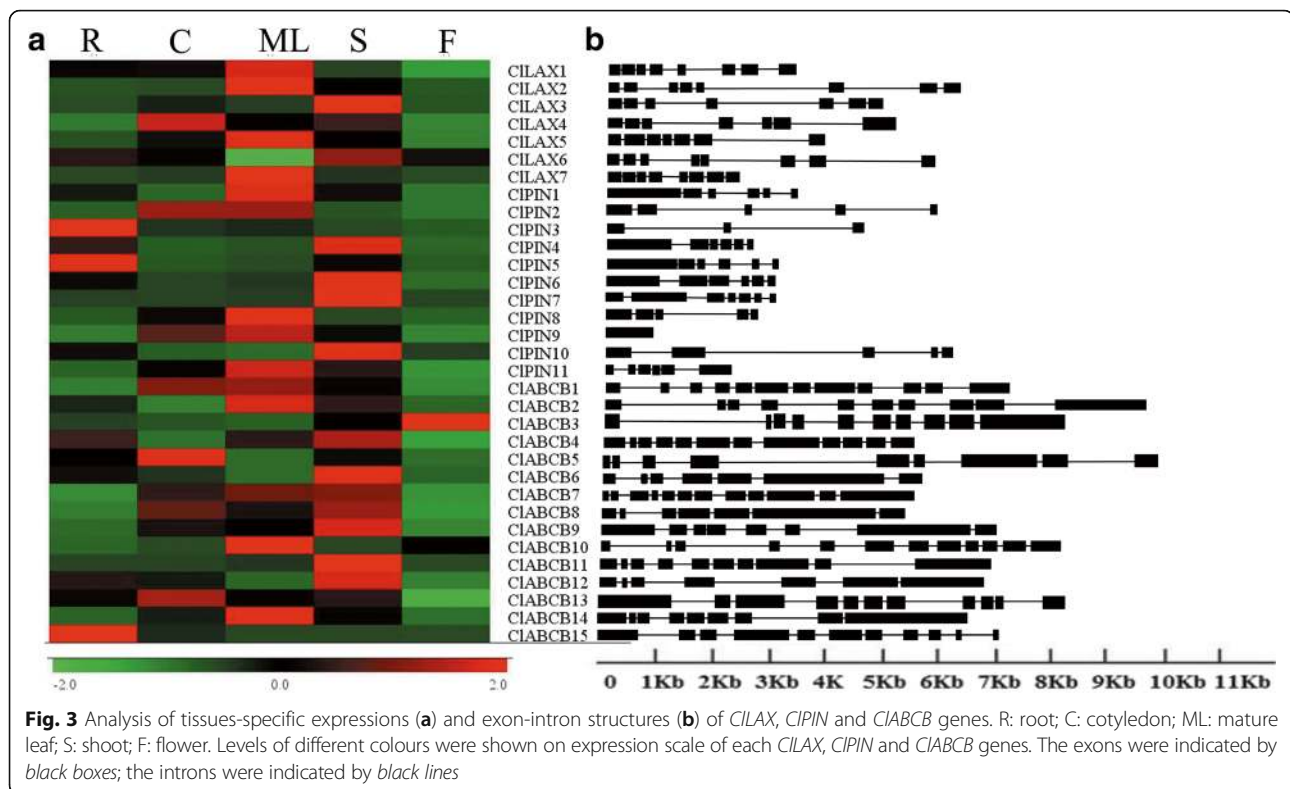 a R C ML S F b
ClLAX1
ClLAX2
ClLAX3
ClLAX4
ClLAX5
ClLAX6
ClLAX7
ClPIN1
ClPIN2
ClPIN3
ClPIN4
ClPIN5
ClPIN6
ClPIN7
ClPIN8
ClPIN9
ClPIN10
ClPIN11
ClABCB1
ClABCB2
ClABCB3
ClABCB4
ClABCB5
ClABCB6
ClABCB7
ClABCB8
ClABCB9
ClABCB10
ClABCB11
ClABCB12
ClABCB13
ClABCB14
ClABCB15
-2.0 0.0 2.0
0 1Kb 2Kb 3Kb 4K 5Kb 6Kb 7Kb 8Kb 9Kb 10Kb 11Kb
Fig. 3 Analysis of tissues-specific expressions (a) and exon-intron structures (b) of ClLAX, ClPIN and ClABCB genes. R: root; C: cotyledon; ML: mature
leaf; S: shoot; F: flower. Levels of different colours were shown on expression scale of each ClLAX, ClPIN and ClABCB genes. The exons were indicated by
black boxes; the introns were indicated by black lines